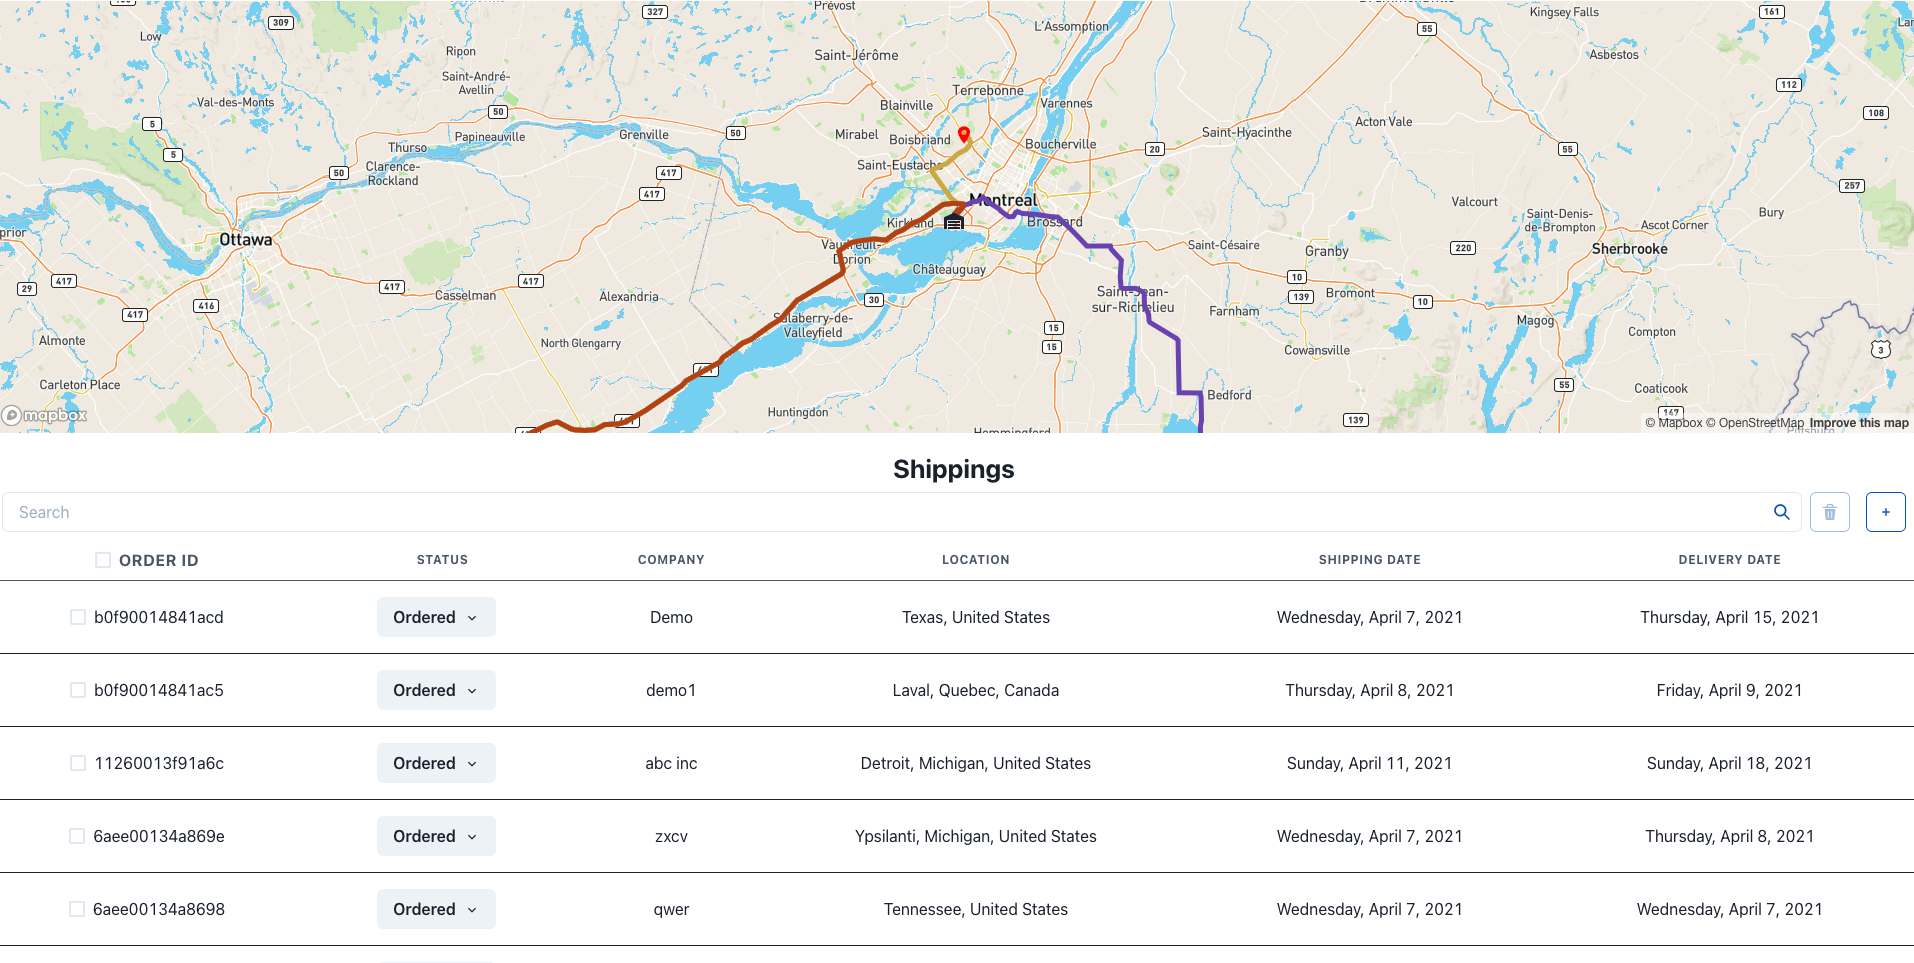 327
Prévost
Kingsey Falls
161
309
Low
L'Assomption
55
Ripon
Saint-Jérôme
Asbestos
Saint-André-
Avellin
Terrebonne
112
Val-des-Monts
Blainville
Varennes
50
108
5
Papineauville
Grenville
50
Mirabel
Boisbriand
Boucherville
Saint-Hyacinthe
Acton Vale
Thurso
20
55
5
Clarence-
Rockland
50
417
417
257
Montreal
Valcourt
Saint-Denis-
de-Brompton
Bury
Ascot Corner
Ottawa
Brossard
Saint-Césaire
Granby
220
Sherbrooke
Châteauguay
417
29
417
417
Casselman
Alexandria
30
10
139
Bromont
10
416
417
Salaberry-de-
Valleyfield
Saint-Jean-
sur-Richelieu
Farnham
Magog
Compton
Almonte
North Glengarry
15
15
Cowansville
3
Carleton Place
55
Coaticook
Bedford
mapbox
Huntingdon
139
147
Hemmingford
© Mapbox © OpenStreetMap Improve this map
Shippings
Search
+
ORDER ID STATUS COMPANY LOCATION SHIPPING DATE DELIVERY DATE
b0f90014841acd Ordered Demo Texas, United States Wednesday, April 7, 2021 Thursday, April 15, 2021
b0f90014841ac5 Ordered demo1 Laval, Quebec, Canada Thursday, April 8, 2021 Friday, April 9, 2021
11260013f91a6c Ordered abc inc Detroit, Michigan, United States Sunday, April 11, 2021 Sunday, April 18, 2021
6aee00134a869e Ordered zxcv Ypsilanti, Michigan, United States Wednesday, April 7, 2021 Thursday, April 8, 2021
6aee00134a8698 Ordered qwer Tennessee, United States Wednesday, April 7, 2021 Wednesday, April 7, 2021